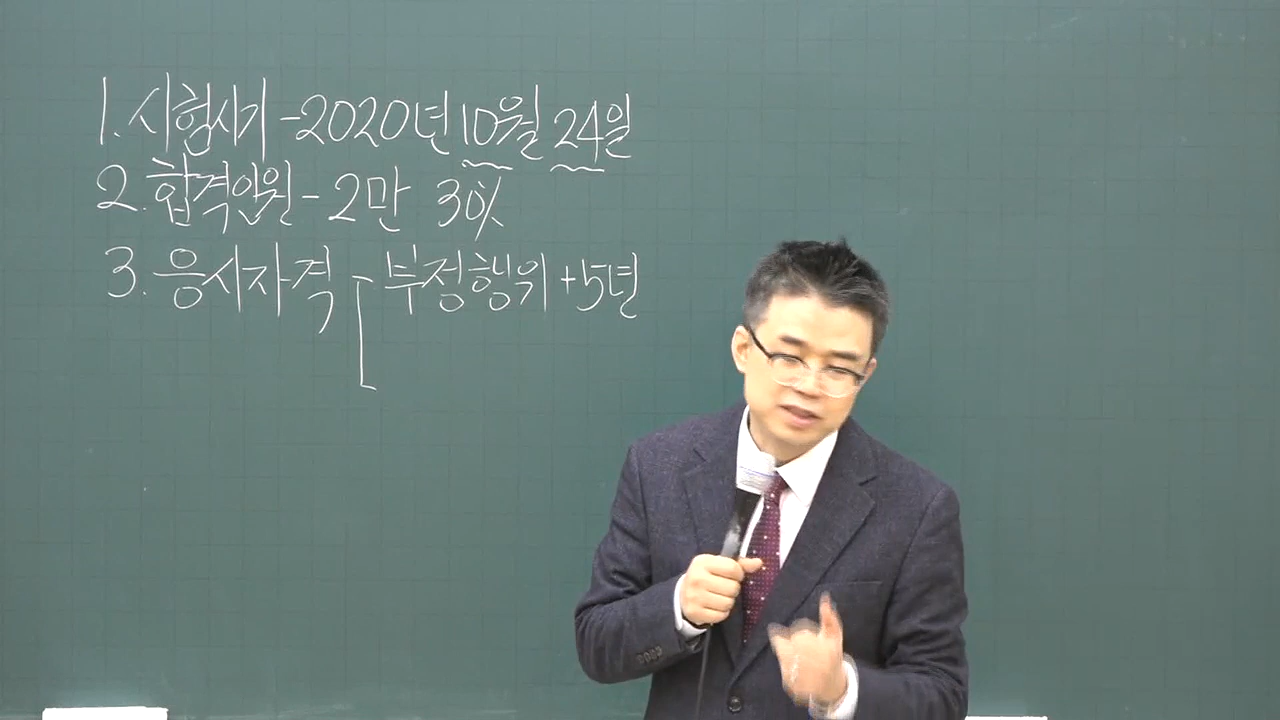 1. 시험시기 - 2020년 10월 24일
2. 합격인원 - 2만 30%
3. 응시자격 부정행위 + 5년